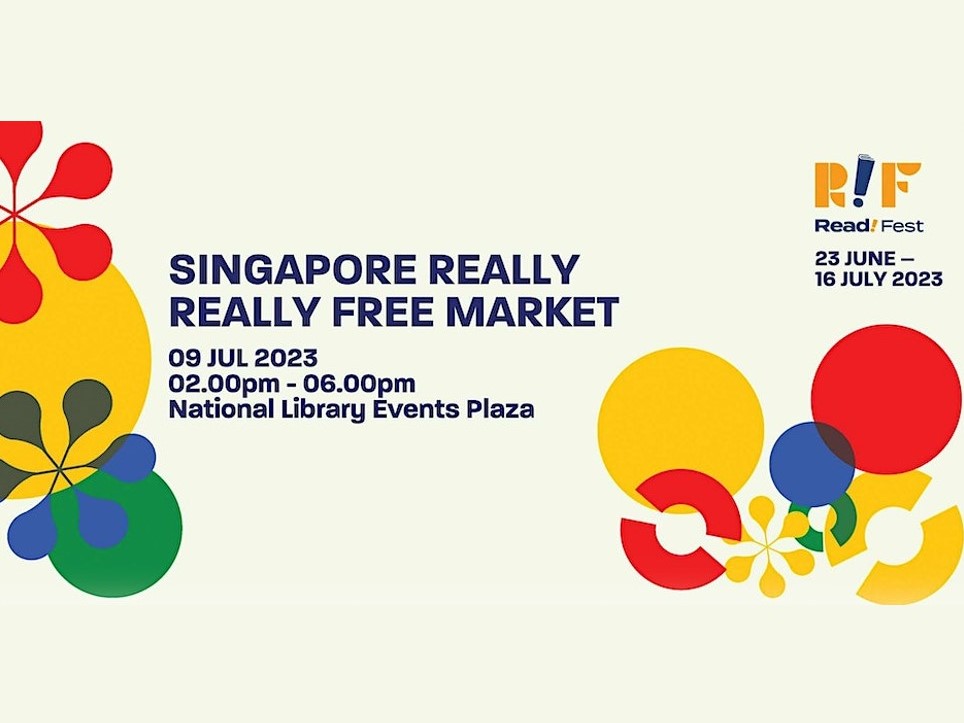 SINGAPORE REALLY
REALLY FREE MARKET
09 JUL 2023
02.00pm - 06.00pm
National Library Events Plaza
R!F
Read!Fest
23 JUNE –
16 JULY 2023